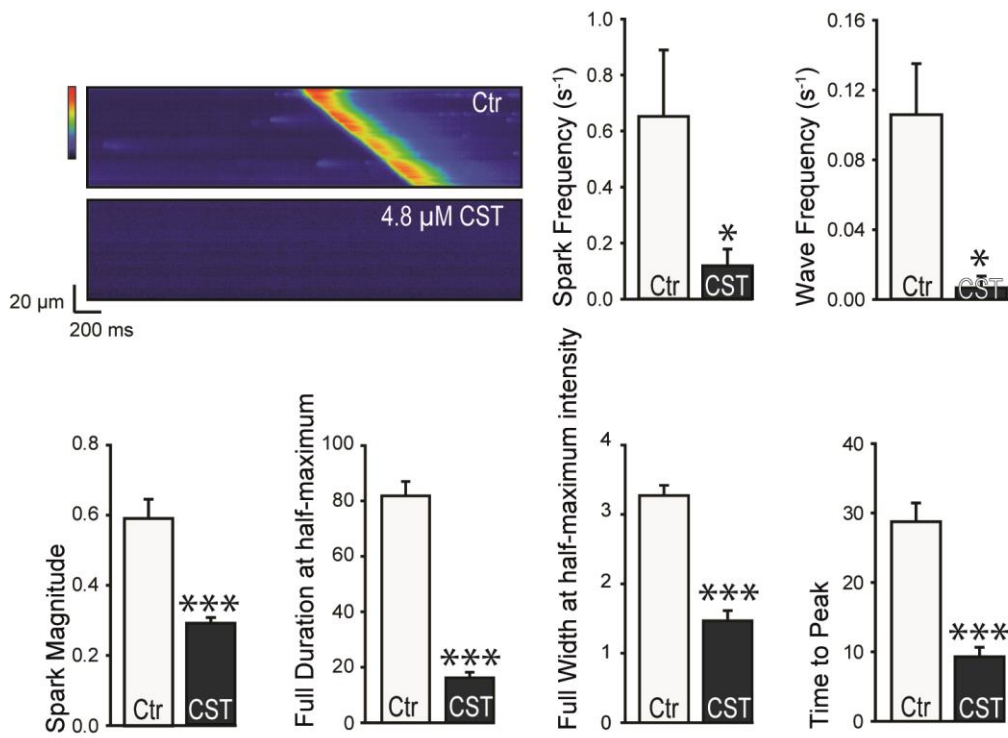 Ctr
4.8 µM CST
20 µm
200 ms
Spark Frequency (s⁻¹)
1.0
0.8
0.6
0.4
0.2
0.0
*
Ctr
CST
Wave Frequency (s⁻¹)
0.16
0.12
0.08
0.04
0.00
*
Ctr
CST
Spark Magnitude
0.8
0.6
0.4
0.2
0.0
***
Ctr
CST
Full Duration at half-maximum
100
80
60
40
20
0
***
Ctr
CST
Full Width at half-maximum intensity
4
3
2
1
0
***
Ctr
CST
Time to Peak
40
30
20
10
0
***
Ctr
CST